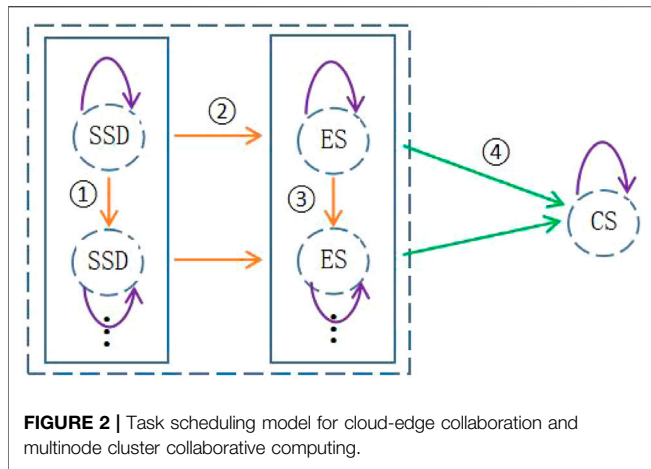 SSD
②
ES
④
①
③
CS
SSD
ES
FIGURE 2 | Task scheduling model for cloud-edge collaboration and
multinode cluster collaborative computing.